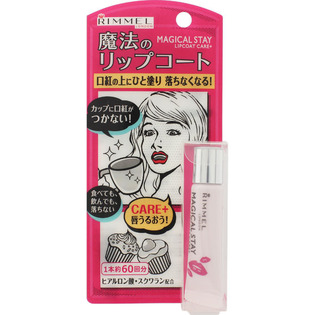 RIMMEL
LONDON
魔法の
MAGICAL STAY
LIPCOAT CARE+
リップコート
口紅の上にひと塗り 落ちなくなる!
カップに口紅が
つかない!
食べても、
飲んでも、
落ちない
CARE+
唇うるおう!
1本約60回分
ヒアルロン酸・スクワラン配合
RIMMEL
MAGICAL STAY